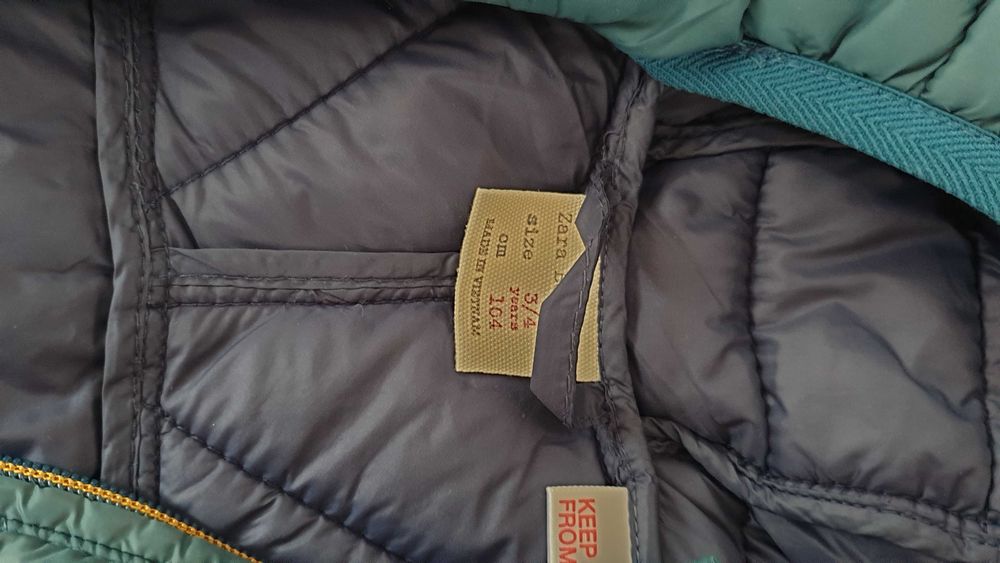 Zara
size 3/4
years
cm 104
MADE IN VIETNAM
KEEP
FROM